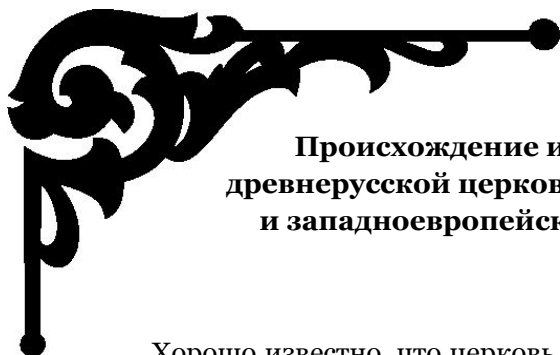 Происхождение и
древнерусской церков
и западноевропейск
Хорошо известно, что церковь